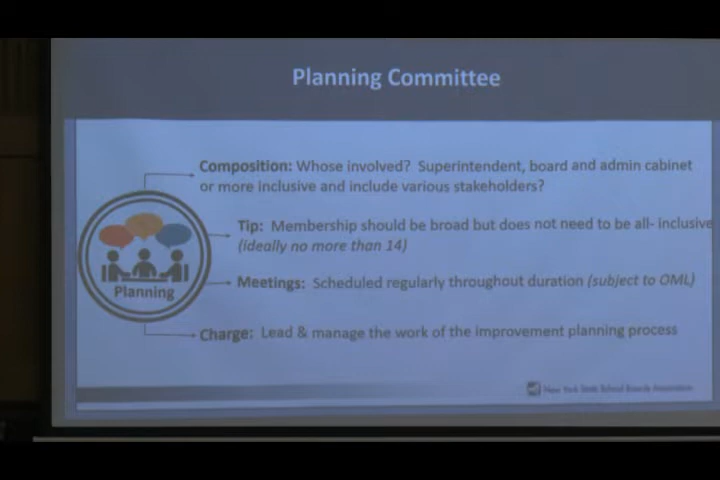 Planning Committee
Composition: Whose involved? Superintendent, board and admin cabinet
or more inclusive and include various stakeholders?
Tip: Membership should be broad but does not need to be all- inclusive
(ideally no more than 14)
Meetings: Scheduled regularly throughout duration (subject to OML)
Planning
Charge: Lead & manage the work of the improvement planning process
New York State School Boards Association